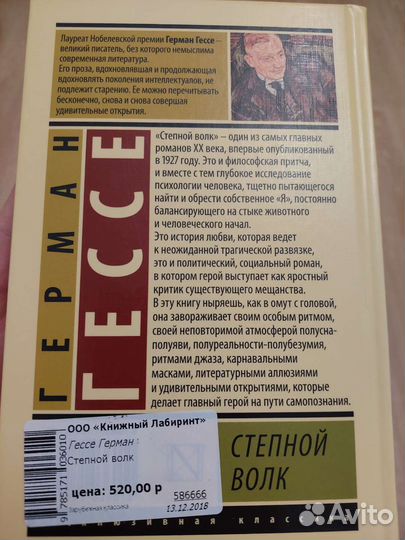 Лауреат Нобелевской премии Герман Гессе –
великий писатель, без которого немыслима
современная литература.
Его проза, вдохновлявшая и продолжающая
вдохновлять поколения интеллектуалов, не
подлежит старению. Ее можно перечитывать
бесконечно, снова и снова совершая
удивительные открытия.
ГЕРМАН
ГЕССЕ
«Степной волк» – один из самых главных
романов XX века, впервые опубликованный
в 1927 году. Это и философская притча,
и вместе с тем глубокое исследование
психологии человека, тщетно пытающегося
найти и обрести собственное «Я», постоянно
балансирующего на стыке животного
и человеческого начал.
Это история любви, которая ведет
к неожиданной трагической развязке,
это и политический, социальный роман,
в котором герой выступает как яростный
критик существующего мещанства.
В эту книгу ныряешь, как в омут с головой,
она завораживает своим особым ритмом,
своей неповторимой атмосферой полусна-
полуяви, полуреальности-полубезумия,
ритмами джаза, карнавальными
масками, литературными аллюзиями
и удивительными открытиями, которые
делает главный герой на пути самопознания.
СТЕПНОЙ
ВОЛК
ООО «Книжный Лабиринт»
Гессе Герман
Степной волк
цена: 520,00 р
586666
Зарубежная классика
13.12.2018
9 785171 036010
люзивная класси
Avito